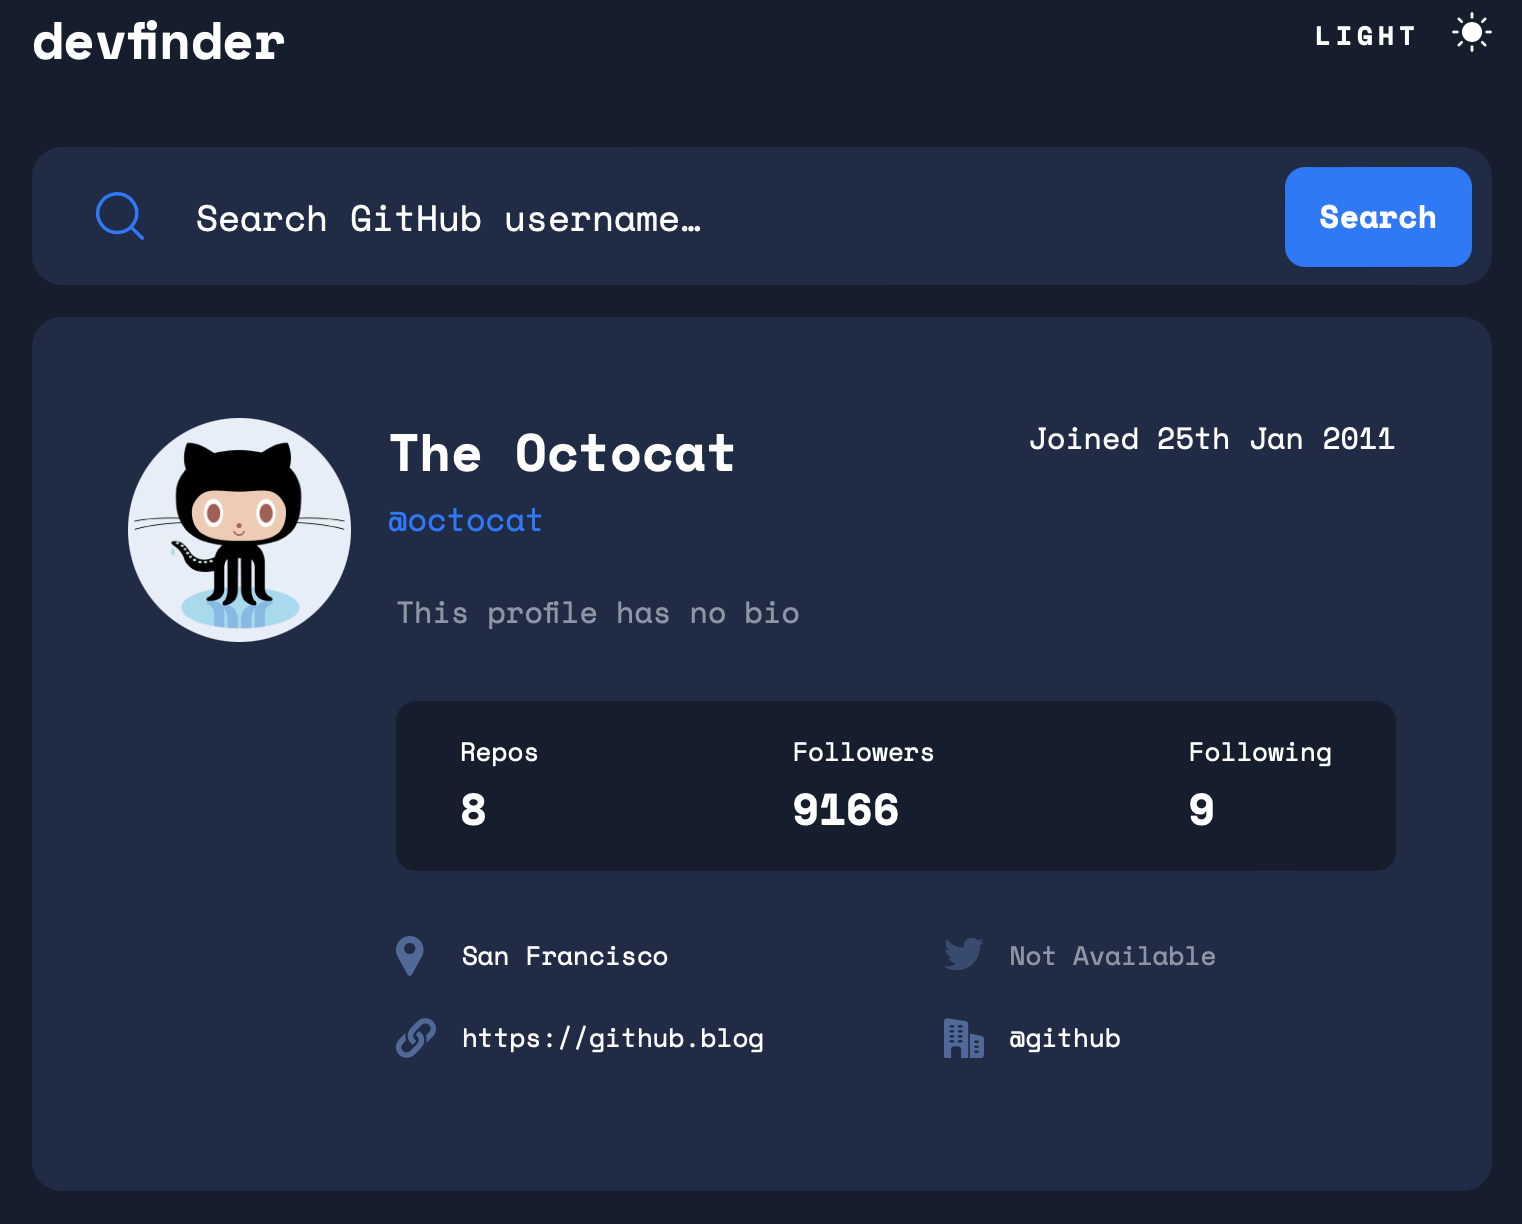 devfinder
LIGHT
Search GitHub username…
Search
The Octocat
Joined 25th Jan 2011
@octocat
This profile has no bio
Repos
Followers
Following
8
9166
9
San Francisco
Not Available
https://github.blog
@github